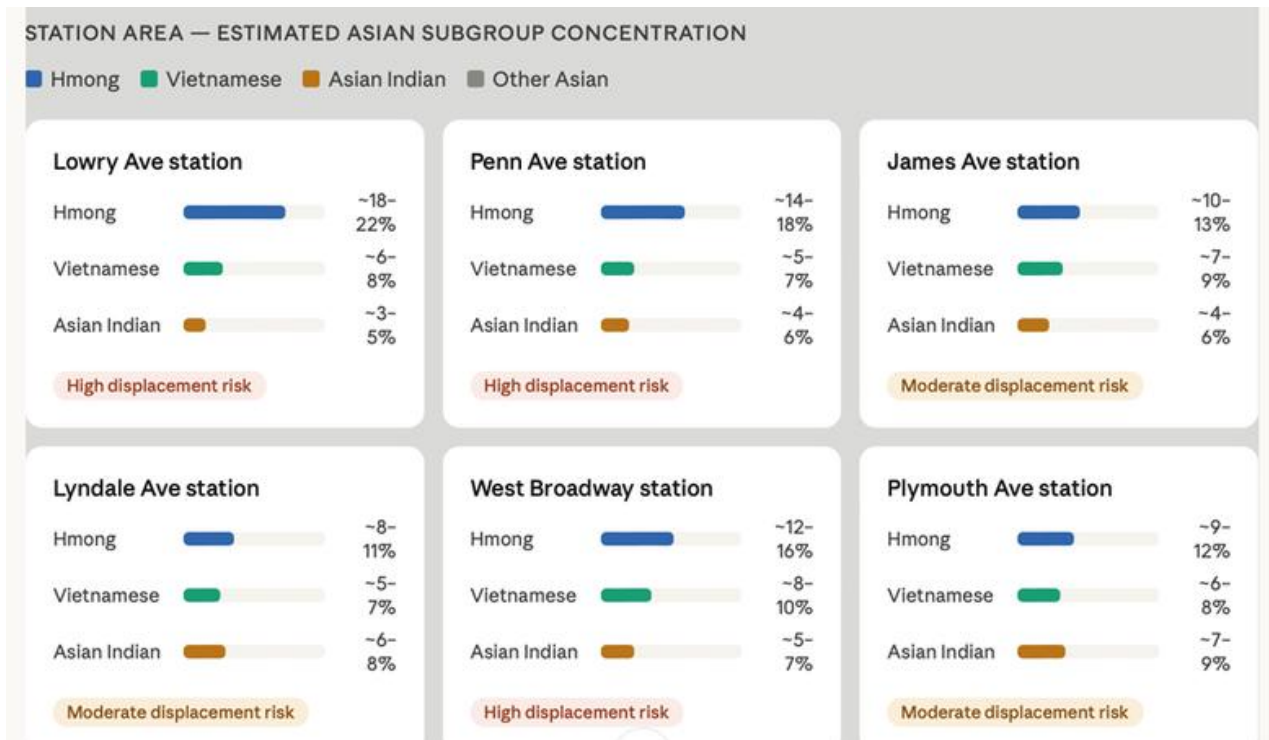 STATION AREA — ESTIMATED ASIAN SUBGROUP CONCENTRATION
Hmong Vietnamese Asian Indian Other Asian
Lowry Ave station
Hmong ~18–
22%
Vietnamese ~6–
8%
Asian Indian ~3–
5%
High displacement risk
Penn Ave station
Hmong ~14–
18%
Vietnamese ~5–
7%
Asian Indian ~4–
6%
High displacement risk
James Ave station
Hmong ~10–
13%
Vietnamese ~7–
9%
Asian Indian ~4–
6%
Moderate displacement risk
Lyndale Ave station
Hmong ~8–
11%
Vietnamese ~5–
7%
Asian Indian ~6–
8%
Moderate displacement risk
West Broadway station
Hmong ~12–
16%
Vietnamese ~8–
10%
Asian Indian ~5–
7%
High displacement risk
Plymouth Ave station
Hmong ~9–
12%
Vietnamese ~6–
8%
Asian Indian ~7–
9%
Moderate displacement risk